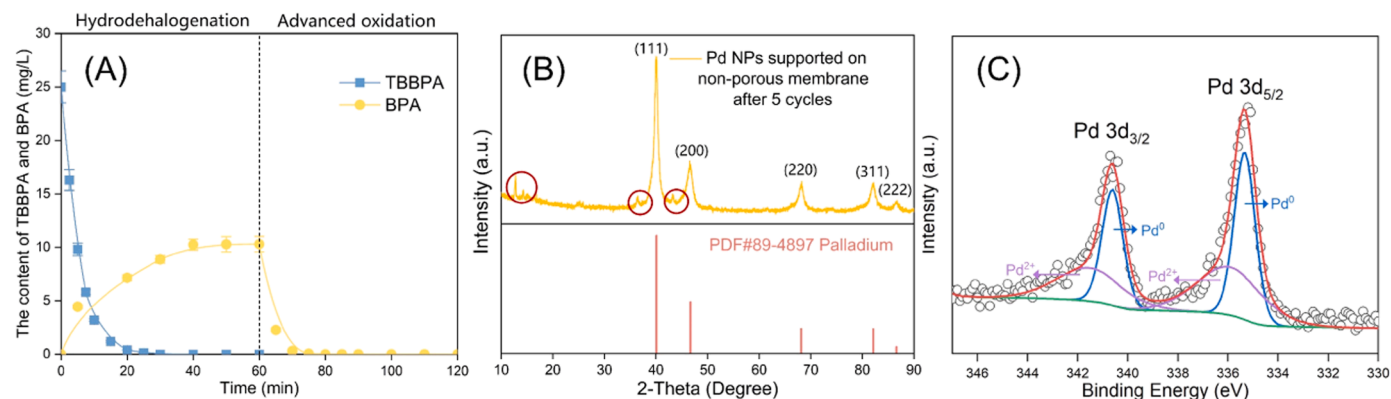 Hydrodehalogenation Advanced oxidation
(A)
The content of TBBPA and BPA (mg/L)
30
25
20
15
10
5
0
TBBPA
BPA
0 20 40 60 80 100 120
Time (min)
(B)
Intensity (a.u.)
(111)
Pd NPs supported on
non-porous membrane
after 5 cycles
(200)
(220)
(311)
(222)
PDF#89-4897 Palladium
10 20 30 40 50 60 70 80 90
2-Theta (Degree)
(C)
Intensity (a.u.)
Pd 3d5/2
Pd 3d3/2
Pd0
Pd0
Pd2+
Pd2+
346 344 342 340 338 336 334 332 330
Binding Energy (eV)